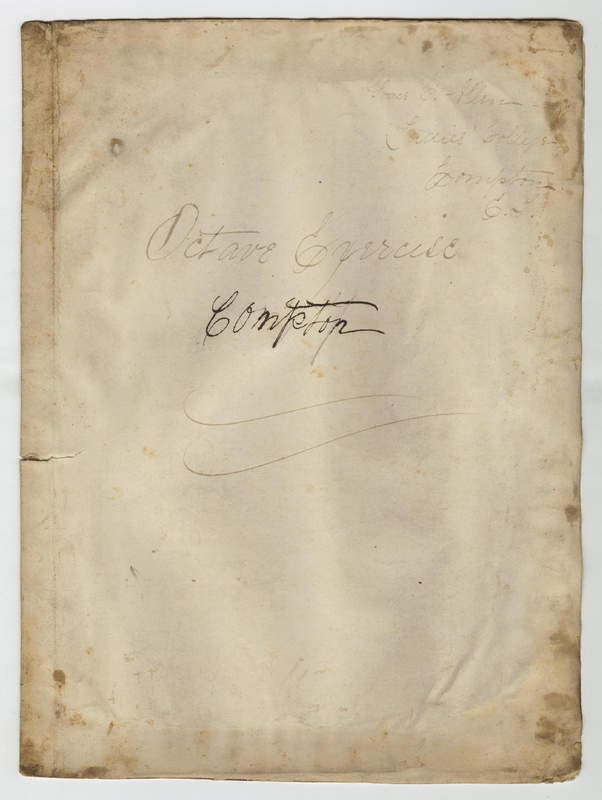 Ladies College
Compton
E.T.
Octave Exercise
Compton